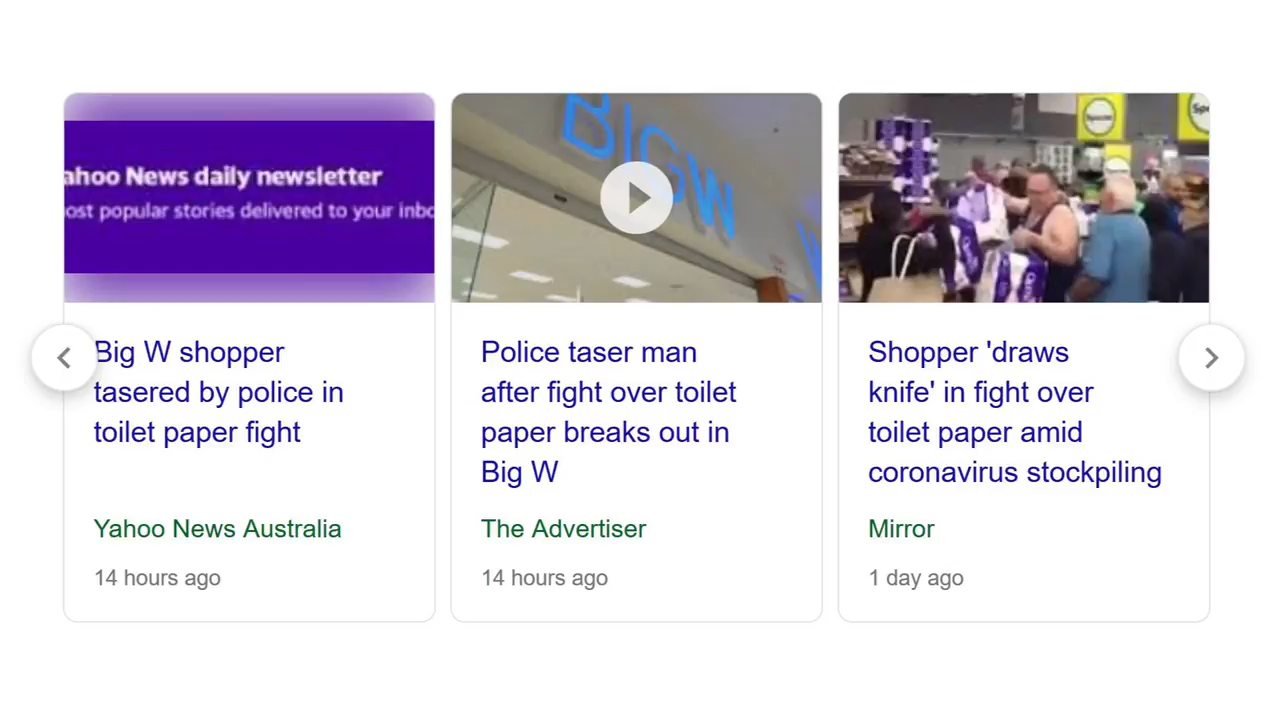 ahoo News daily newsletter
ost popular stories delivered to your inbo
BIG W
Special
Big W shopper
tasered by police in
toilet paper fight
Yahoo News Australia
14 hours ago
Police taser man
after fight over toilet
paper breaks out in
Big W
The Advertiser
14 hours ago
Shopper 'draws
knife' in fight over
toilet paper amid
coronavirus stockpiling
Mirror
1 day ago